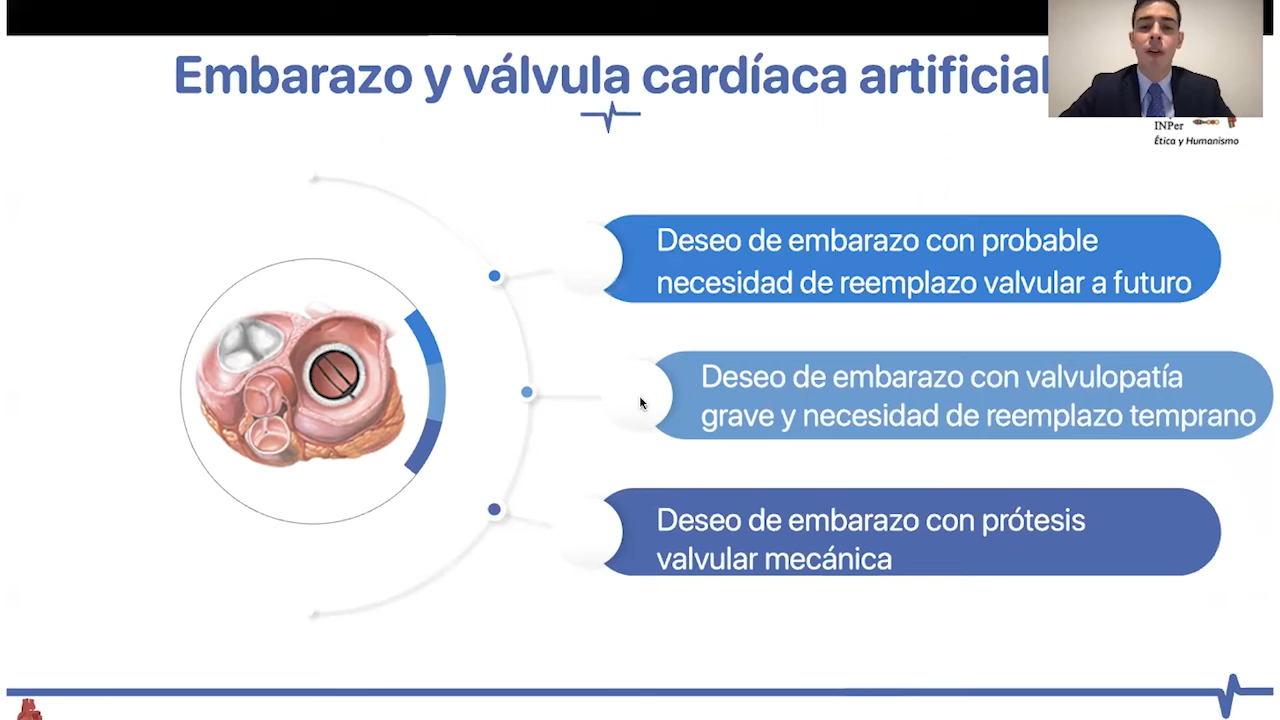 Embarazo y válvula cardíaca artificial
INPer
Ética y Humanismo
Deseo de embarazo con probable
necesidad de reemplazo valvular a futuro
Deseo de embarazo con valvulopatía
grave y necesidad de reemplazo temprano
Deseo de embarazo con prótesis
valvular mecánica